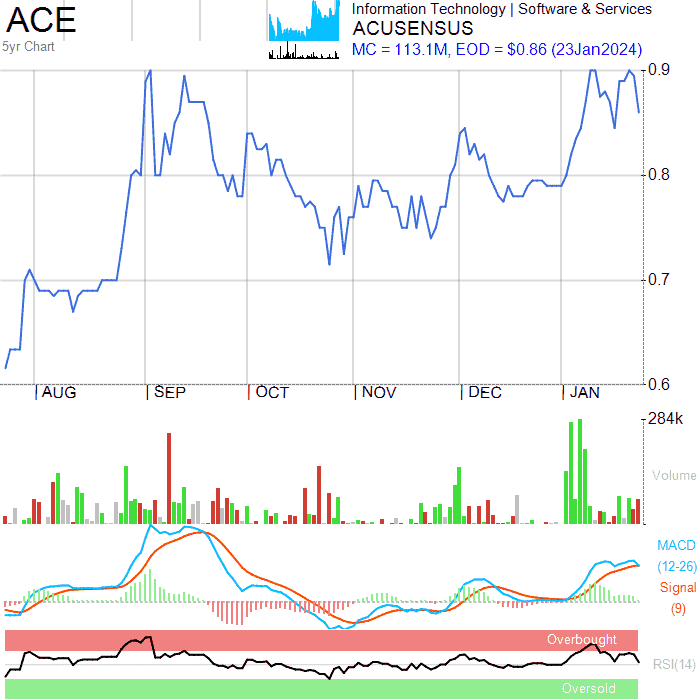 ACE
5yr Chart
Information Technology | Software & Services
ACUSENSUS
MC = 113.1M, EOD = $0.86 (23Jan2024)
0.9
0.8
0.7
0.6
AUG
SEP
OCT
NOV
DEC
JAN
284k
Volume
MACD
(12-26)
Signal
(9)
Overbought
RSI(14)
Oversold